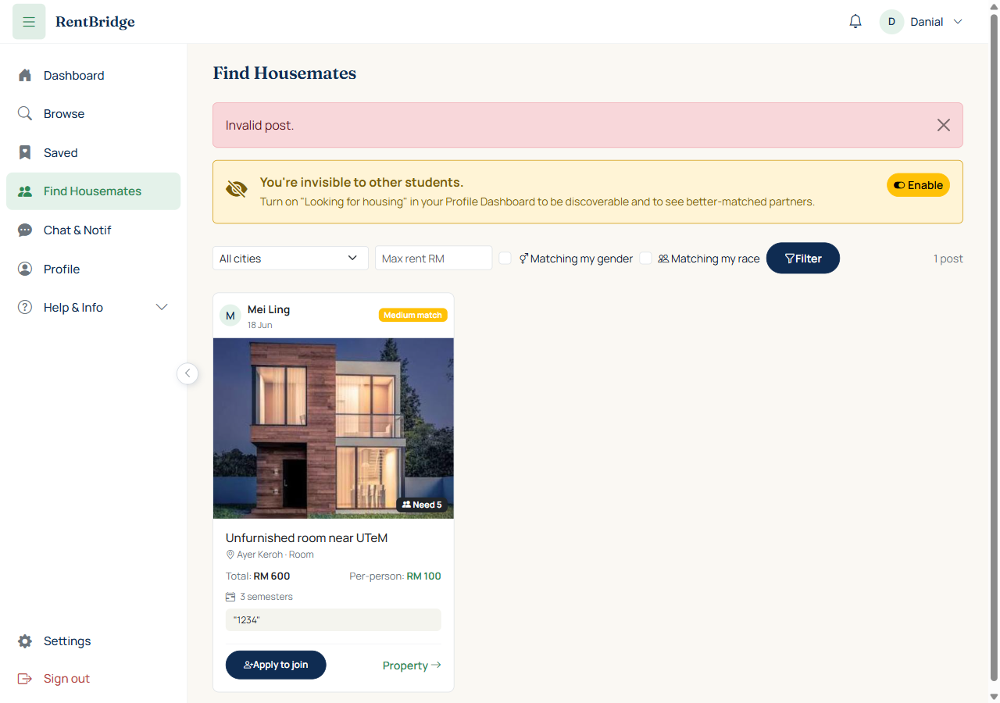 RentBridge
D
Danial
Dashboard
Browse
Saved
Find Housemates
Chat & Notif
Profile
Help & Info
Settings
Sign out
Find Housemates
Invalid post.
You're invisible to other students.
Turn on "Looking for housing" in your Profile Dashboard to be discoverable and to see better-matched partners.
Enable
All cities
Max rent RM
Matching my gender
Matching my race
Filter
1 post
M
Mei Ling
18 Jun
Medium match
Need 5
Unfurnished room near UTeM
Ayer Keroh · Room
Total: RM 600
Per-person: RM 100
3 semesters
"1234"
Apply to join
Property →